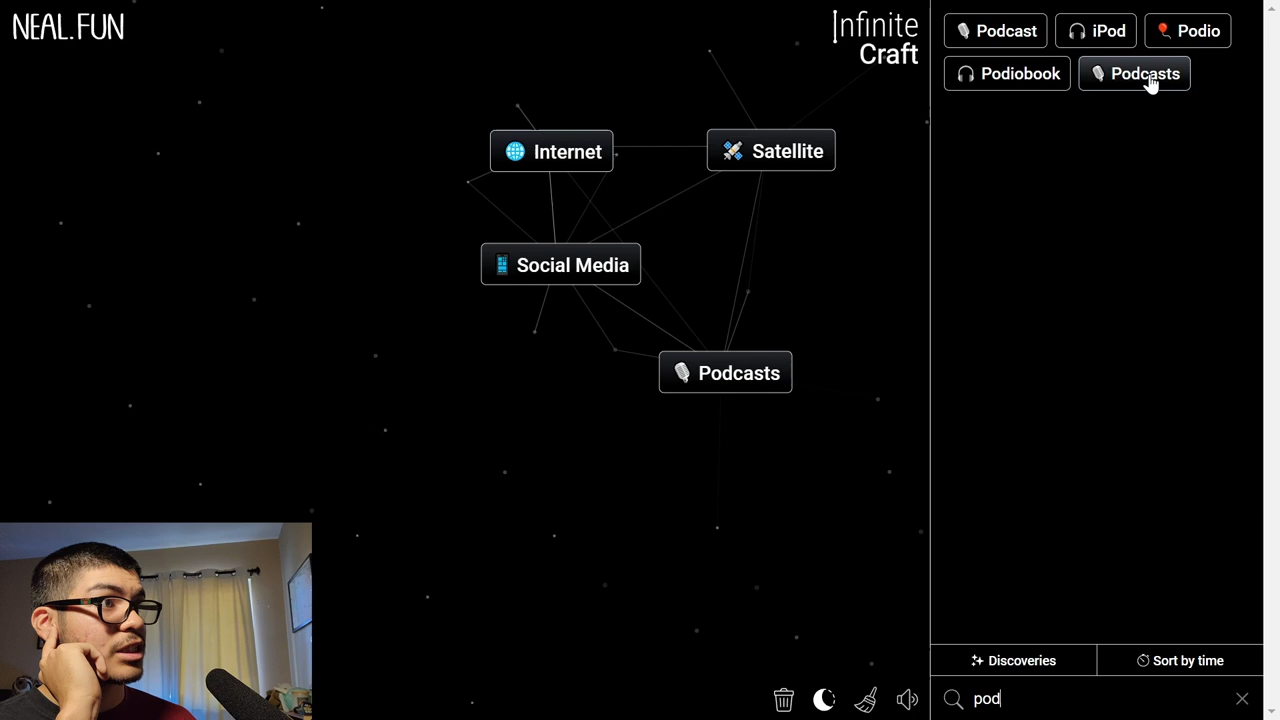 NEAL.FUN
Infinite
Craft
Podcast
iPod
Podio
Podiobook
Podcasts
Internet
Satellite
Social Media
Podcasts
Discoveries
Sort by time
pod